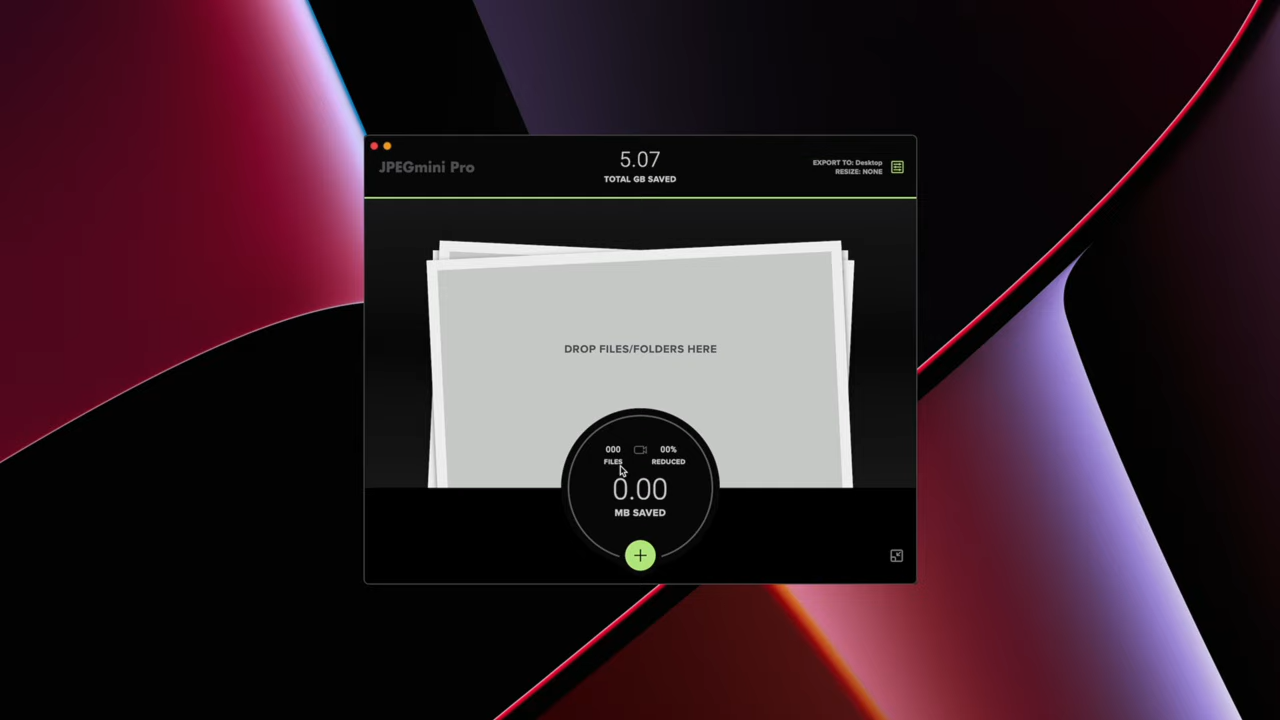 JPEGmini Pro
5.07
TOTAL GB SAVED
EXPORT TO: Desktop
RESIZE: NONE
DROP FILES/FOLDERS HERE
000 00%
FILES REDUCED
0.00
MB SAVED